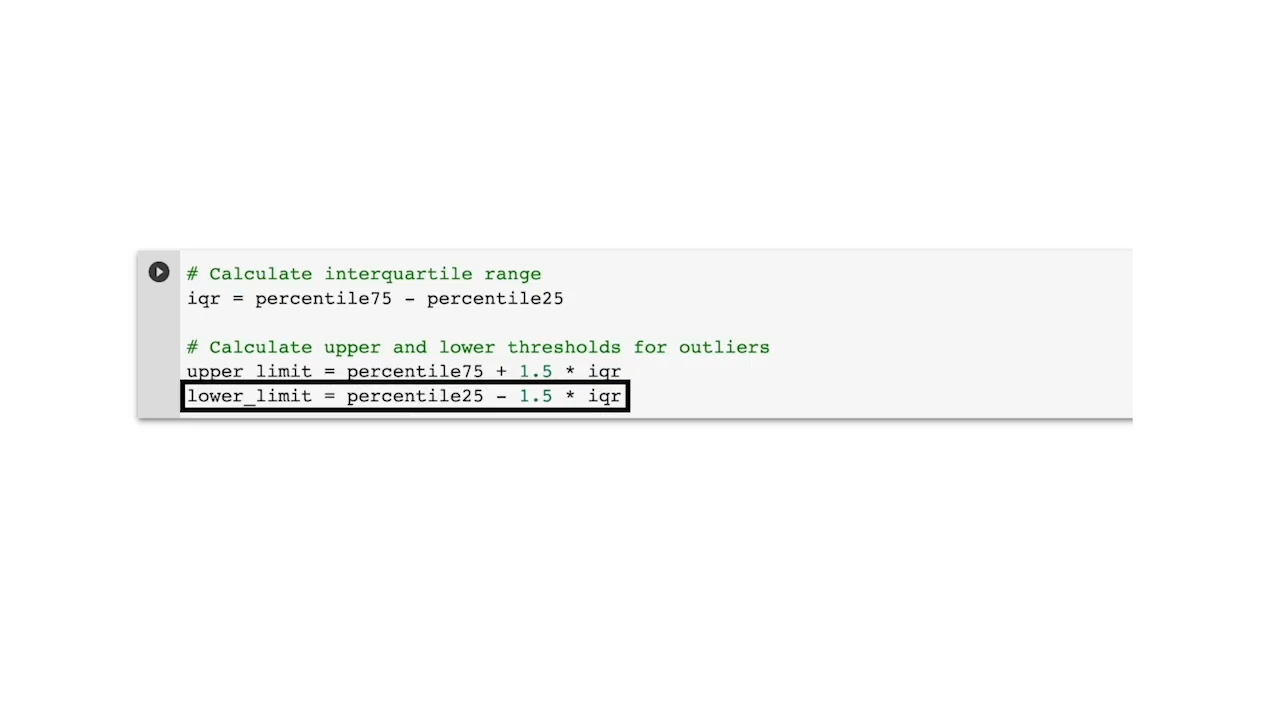 # Calculate interquartile range
iqr = percentile75 - percentile25
# Calculate upper and lower thresholds for outliers
upper_limit = percentile75 + 1.5 * iqr
lower_limit = percentile25 - 1.5 * iqr